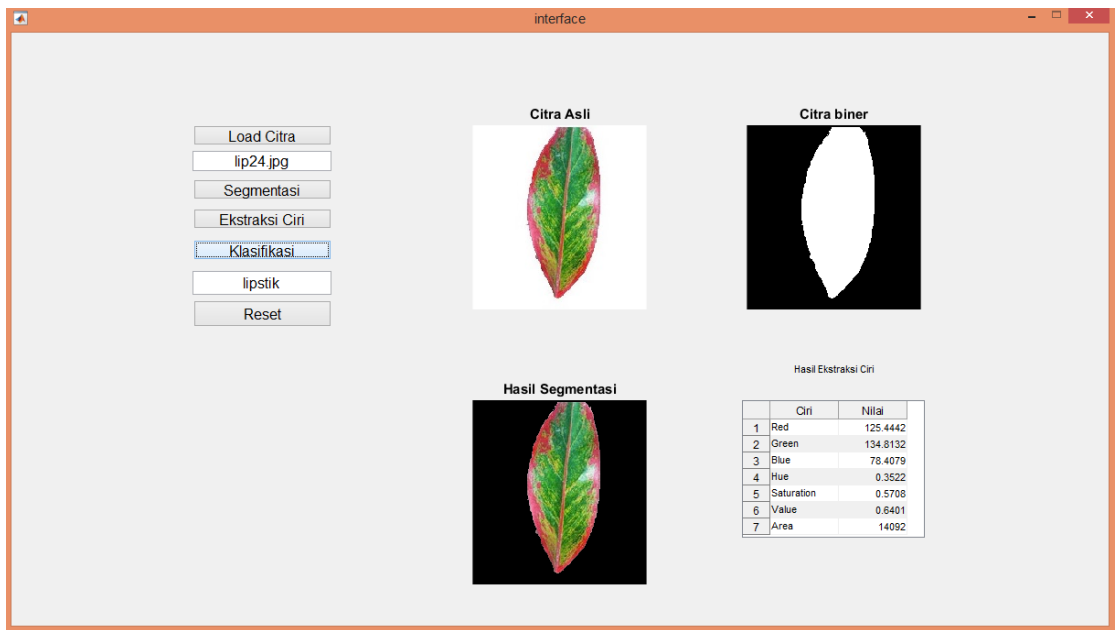 interface
Load Citra
lip24.jpg
Segmentasi
Ekstraksi Ciri
Klasifikasi
lipstik
Reset
Citra Asli
Citra biner
Hasil Segmentasi
Hasil Ekstraksi Ciri
Ciri Nilai
1 Red 125.4442
2 Green 134.8132
3 Blue 78.4079
4 Hue 0.3522
5 Saturation 0.5708
6 Value 0.6401
7 Area 14092